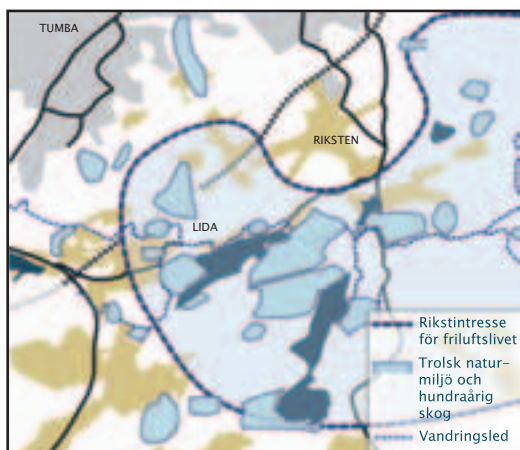 TUMBA
RIKSTEN
LIDA
Rikstintresse
för friluftslivet
Trolsk natur-
miljö och
hundraårig
skog
Vandringsled